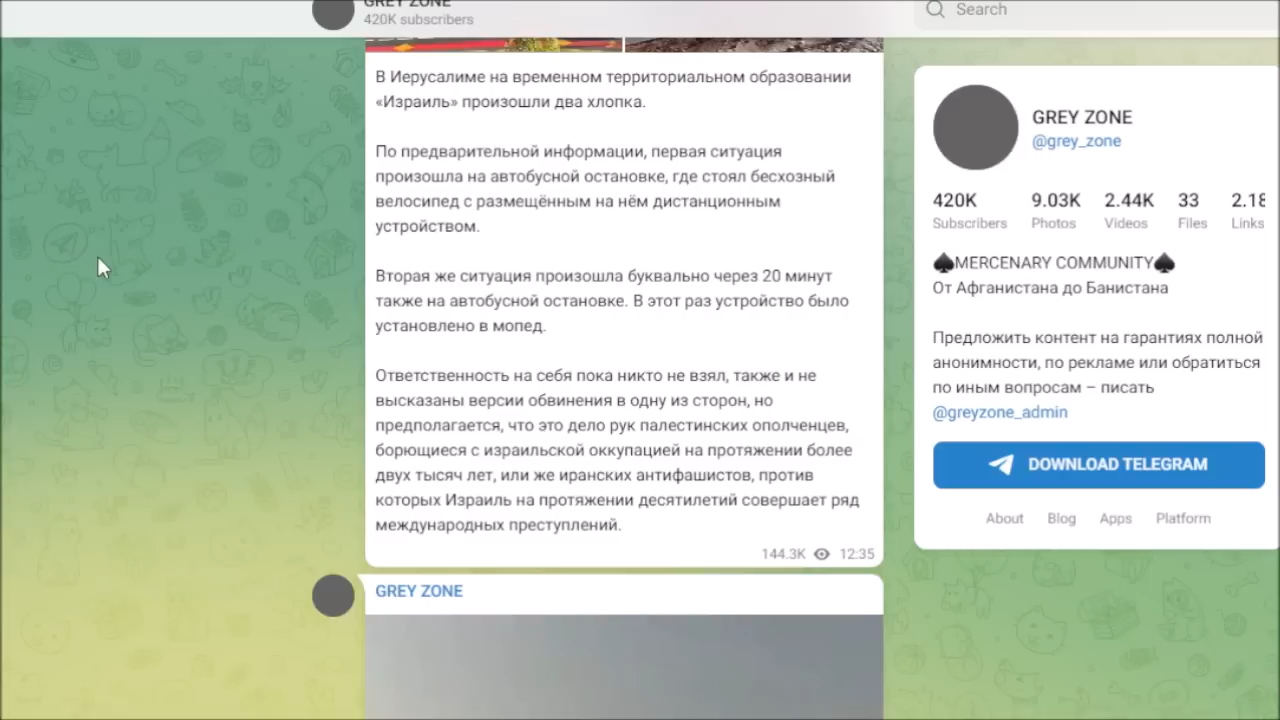 GREY ZONE
420K subscribers
Search
В Иерусалиме на временном территориальном образовании
«Израиль» произошли два хлопка.
По предварительной информации, первая ситуация
произошла на автобусной остановке, где стоял бесхозный
велосипед с размещённым на нём дистанционным
устройством.
Вторая же ситуация произошла буквально через 20 минут
также на автобусной остановке. В этот раз устройство было
установлено в мопед.
Ответственность на себя пока никто не взял, также и не
высказаны версии обвинения в одну из сторон, но
предполагается, что это дело рук палестинских ополченцев,
борющиеся с израильской оккупацией на протяжении более
двух тысяч лет, или же иранских антифашистов, против
которых Израиль на протяжении десятилетий совершает ряд
международных преступлений.
144.3K 12:35
GREY ZONE
GREY ZONE
@grey_zone
420K 9.03K 2.44K 33 2.18
Subscribers Photos Videos Files Links
♠MERCENARY COMMUNITY♠
От Афганистана до Банистана
Предложить контент на гарантиях полной
анонимности, по рекламе или обратиться
по иным вопросам – писать
@greyzone_admin
DOWNLOAD TELEGRAM
About Blog Apps Platform